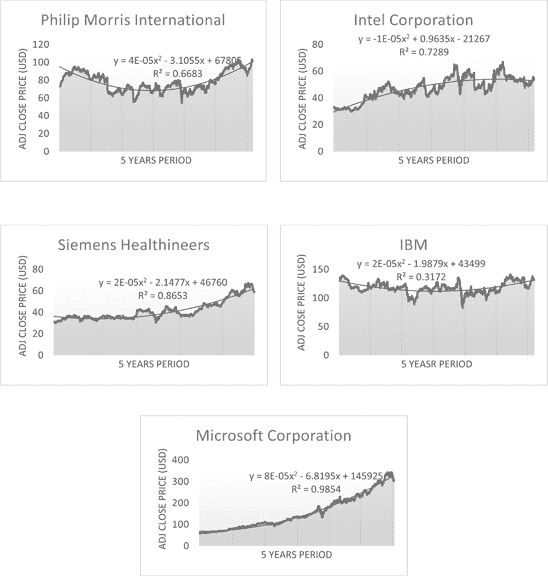 Philip Morris International
ADJ CLOSE PRICE (USD)
120
100
80
60
40
20
0
y = 4E-05x² - 3.1055x + 67806
R² = 0.6683
5 YEARS PERIOD
Intel Corporation
ADJ CLOSE PRICE (USD)
80
60
40
20
0
y = -1E-05x² + 0.9635x - 21267
R² = 0.7289
5 YEARS PERIOD
Siemens Healthineers
ADJ CLOSE PRICE (USD)
80
60
40
20
0
y = 2E-05x² - 2.1477x + 46760
R² = 0.8653
5 YEARS PERIOD
IBM
ADJ COSE PRICE (USD)
150
100
50
0
y = 2E-05x² - 1.9879x + 43499
R² = 0.3172
5 YEASR PERIOD
Microsoft Corporation
ADJ CLOSE PRICE (USD)
400
300
200
100
0
y = 8E-05x² - 6.8195x + 145925
R² = 0.9854
5 YEARS PERIOD